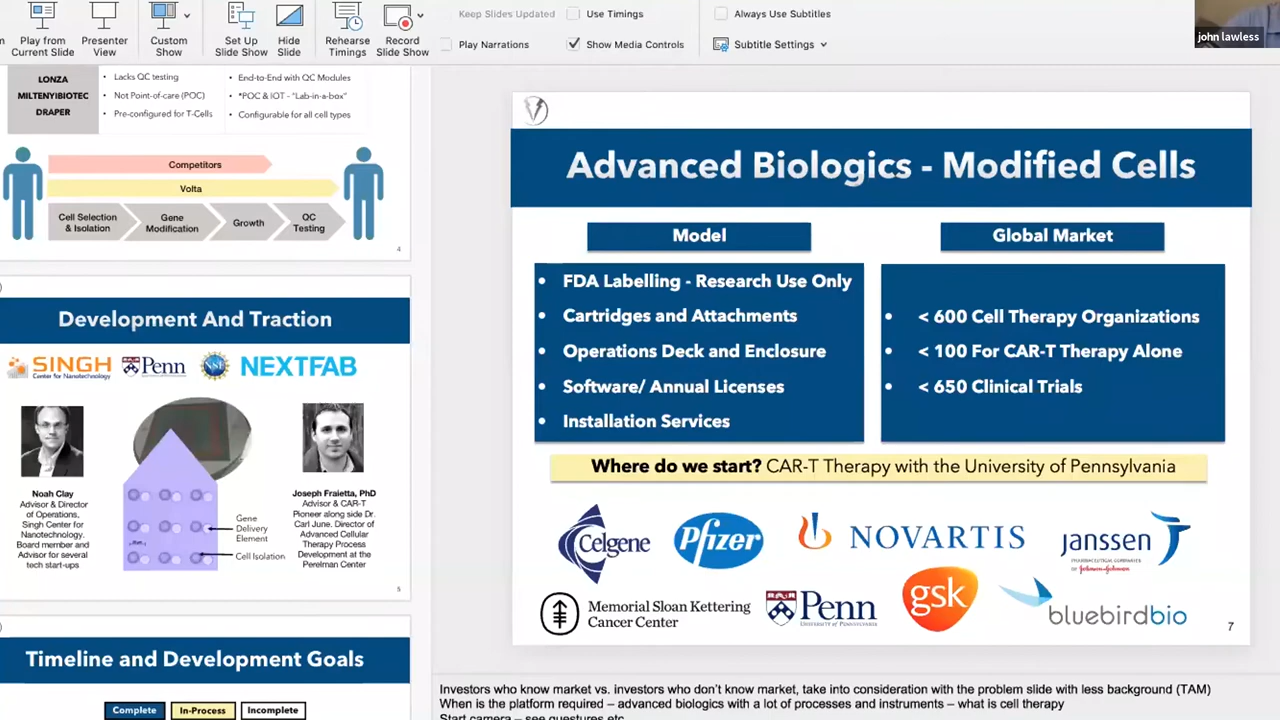 Play from
Current Slide
Presenter
View
Custom
Show
Set Up
Slide Show
Hide
Slide
Rehearse
Timings
Record
Slide Show
Keep Slides Updated
Use Timings
Always Use Subtitles
Play Narrations
Show Media Controls
Subtitle Settings
john lawless
LONZA
MILTENYIBIOTEC
DRAPER
• Lacks QC testing
• Not Point-of-care (POC)
• Pre-configured for T-Cells
• End-to-End with QC Modules
• *POC & IOT - "Lab-in-a-box"
• Configurable for all cell types
Competitors
Volta
Cell Selection
& Isolation
Gene
Modification
Growth
QC
Testing
4
Development And Traction
SINGH
Center for Nanotechnology
Penn
NSF
NEXTFAB
Noah Clay
Advisor & Director
of Operations,
Singh Center for
Nanotechnology.
Board member and
Advisor for several
tech start-ups
Gene
Delivery
Element
Cell Isolation
Joseph Fraietta, PhD
Advisor & CAR-T
Pioneer along side Dr.
Carl June. Director of
Advanced Cellular
Therapy Process
Development at the
Perelman Center
5
Timeline and Development Goals
Complete
In-Process
Incomplete
Advanced Biologics - Modified Cells
Model
• FDA Labelling - Research Use Only
• Cartridges and Attachments
• Operations Deck and Enclosure
• Software/ Annual Licenses
• Installation Services
Global Market
• < 600 Cell Therapy Organizations
• < 100 For CAR-T Therapy Alone
• < 650 Clinical Trials
Where do we start? CAR-T Therapy with the University of Pennsylvania
Celgene
Pfizer
NOVARTIS
janssen
PHARMACEUTICAL COMPANIES
OF Johnson & Johnson
Memorial Sloan Kettering
Cancer Center
Penn
UNIVERSITY OF PENNSYLVANIA
gsk
bluebirdbio
7
Investors who know market vs. investors who don't know market, take into consideration with the problem slide with less background (TAM)
When is the platform required – advanced biologics with a lot of processes and instruments – what is cell therapy
Start camera – see questures etc